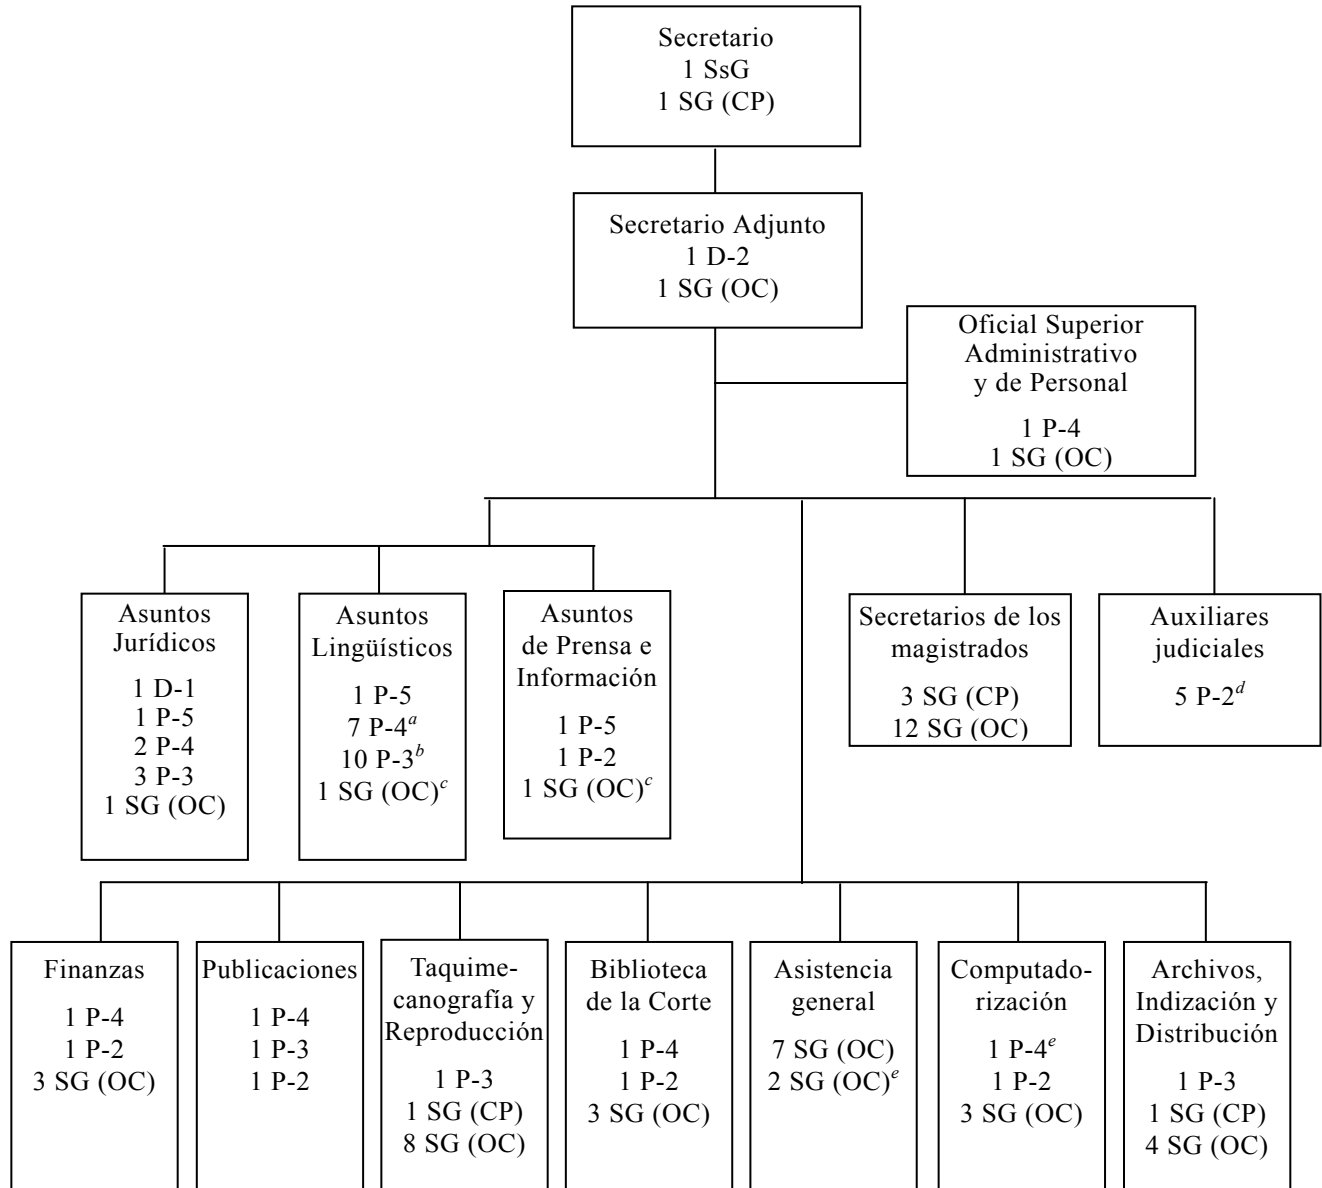 Secretario
1 SsG
1 SG (CP)
Secretario Adjunto
1 D-2
1 SG (OC)
Oficial Superior
Administrativo
y de Personal
1 P-4
1 SG (OC)
Asuntos
Jurídicos
1 D-1
1 P-5
2 P-4
3 P-3
1 SG (OC)
Asuntos
Lingüísticos
1 P-5
7 P-4a
10 P-3b
1 SG (OC)c
Asuntos
de Prensa e
Información
1 P-5
1 P-2
1 SG (OC)c
Secretarios de los
magistrados
3 SG (CP)
12 SG (OC)
Auxiliares
judiciales
5 P-2d
Finanzas
1 P-4
1 P-2
3 SG (OC)
Publicaciones
1 P-4
1 P-3
1 P-2
Taquime-
canografía y
Reproducción
1 P-3
1 SG (CP)
8 SG (OC)
Biblioteca
de la Corte
1 P-4
1 P-2
3 SG (OC)
Asistencia
general
7 SG (OC)
2 SG (OC)e
Computado-
rización
1 P-4e
1 P-2
3 SG (OC)
Archivos,
Indización y
Distribución
1 P-3
1 SG (CP)
4 SG (OC)